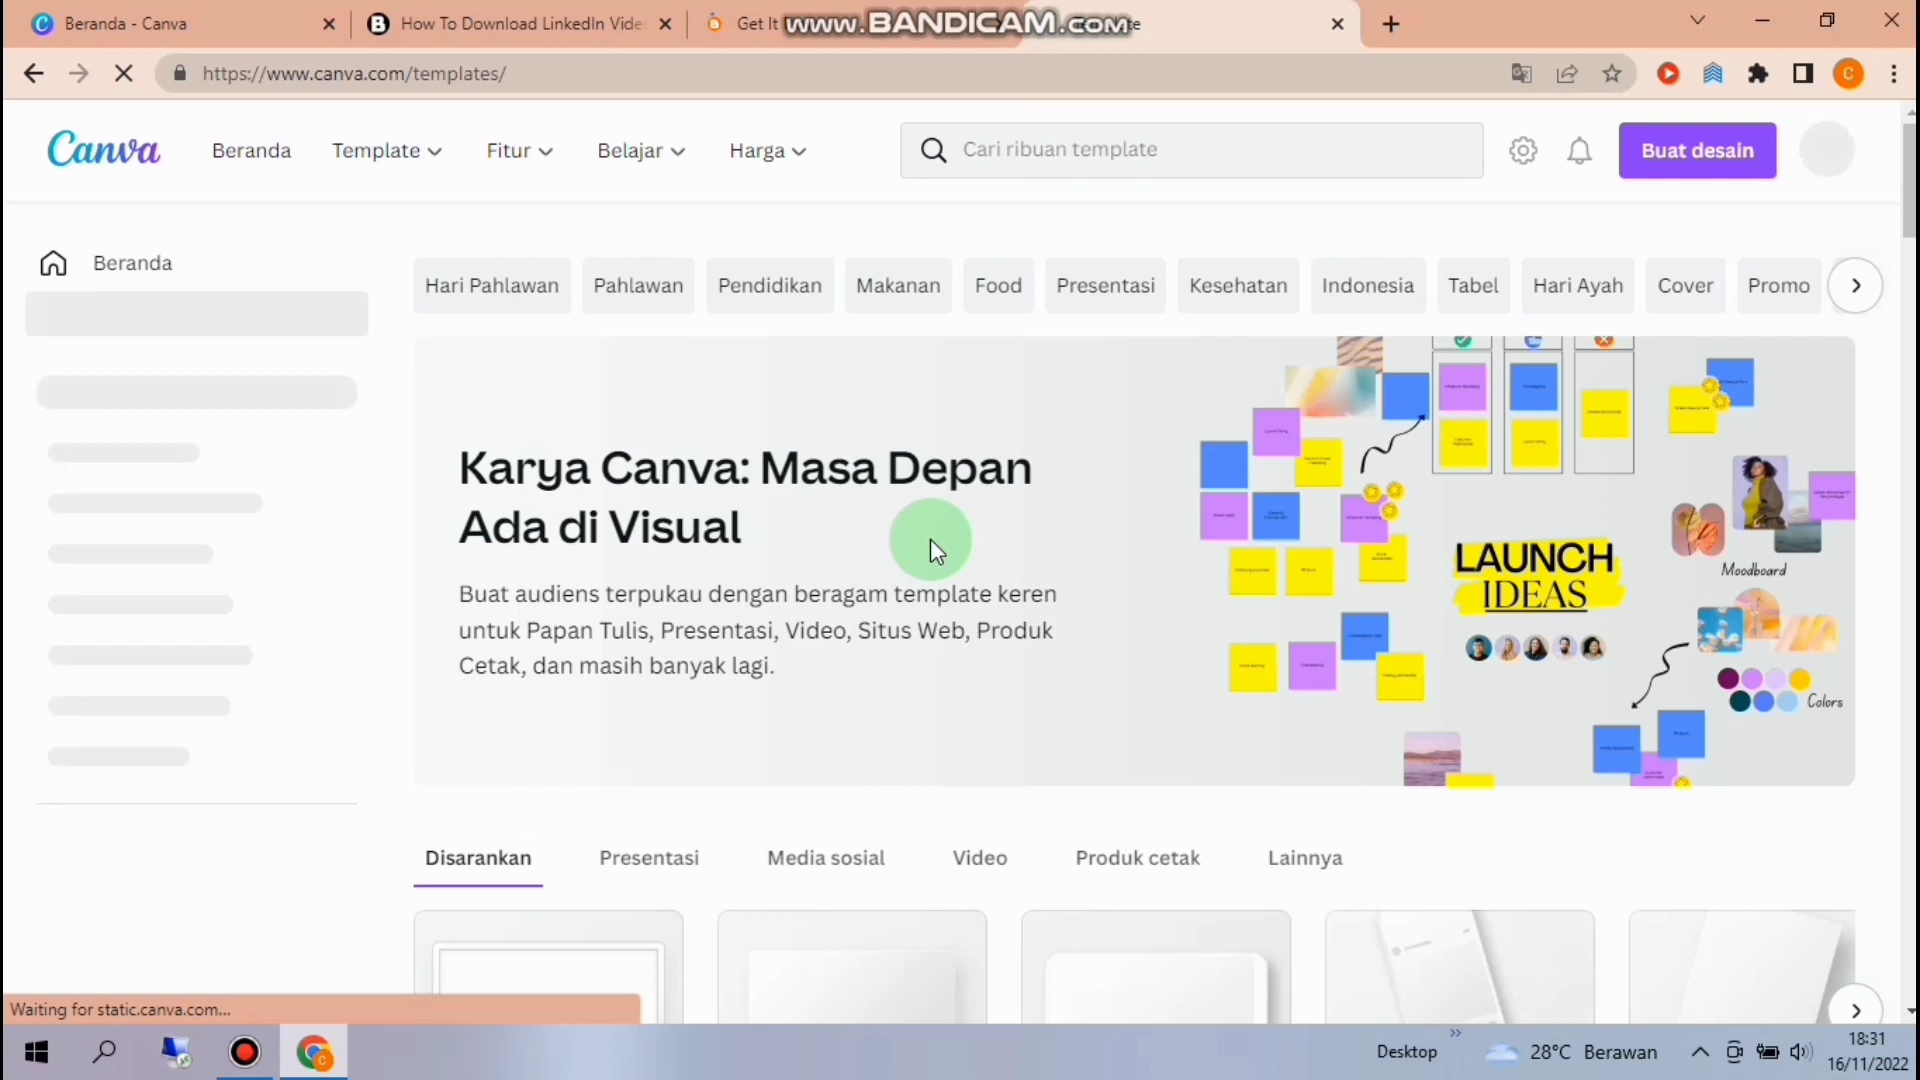 Beranda - Canva
How To Download LinkedIn Vide
Get It
www.BANDICAM.com
te
https://www.canva.com/templates/
C
Canva
Beranda
Template
Fitur
Belajar
Harga
Cari ribuan template
Buat desain
Beranda
Hari Pahlawan
Pahlawan
Pendidikan
Makanan
Food
Presentasi
Kesehatan
Indonesia
Tabel
Hari Ayah
Cover
Promo
Karya Canva: Masa Depan
Ada di Visual
Buat audiens terpukau dengan beragam template keren
untuk Papan Tulis, Presentasi, Video, Situs Web, Produk
Cetak, dan masih banyak lagi.
LAUNCH
IDEAS
Moodboard
Colors
Disarankan
Presentasi
Media sosial
Video
Produk cetak
Lainnya
Waiting for static.canva.com...
Desktop
28°C Berawan
18:31
16/11/2022